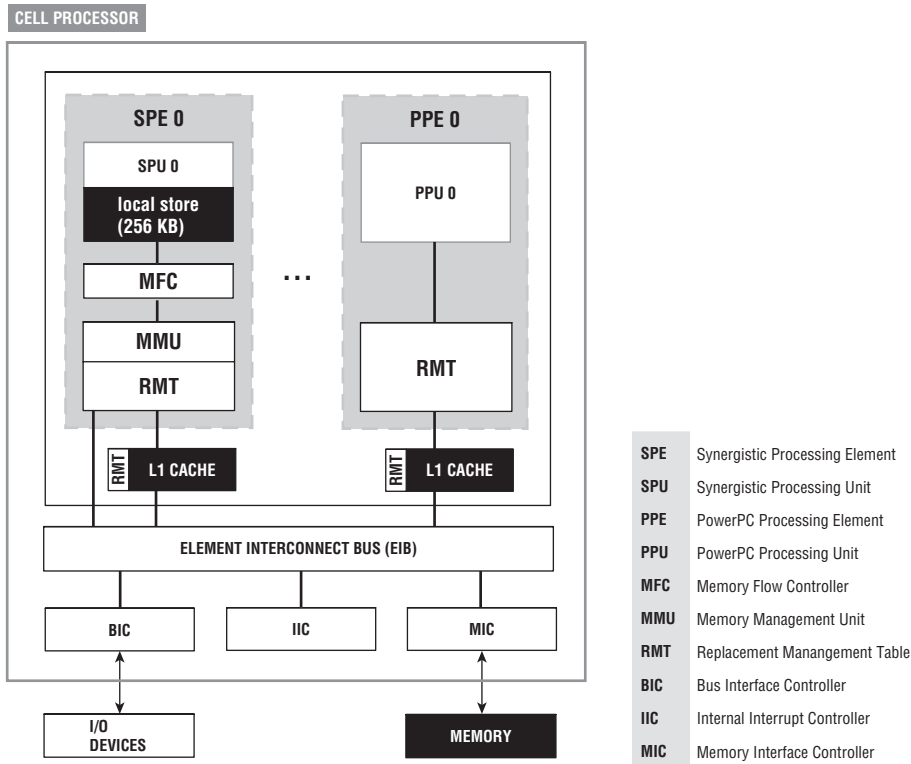 CELL PROCESSOR
SPE 0
SPU 0
local store
(256 KB)
MFC
MMU
RMT
RMT
L1 CACHE
...
PPE 0
PPU 0
RMT
RMT
L1 CACHE
ELEMENT INTERCONNECT BUS (EIB)
BIC
IIC
MIC
I/O
DEVICES
MEMORY
SPE Synergistic Processing Element
SPU Synergistic Processing Unit
PPE PowerPC Processing Element
PPU PowerPC Processing Unit
MFC Memory Flow Controller
MMU Memory Management Unit
RMT Replacement Manangement Table
BIC Bus Interface Controller
IIC Internal Interrupt Controller
MIC Memory Interface Controller